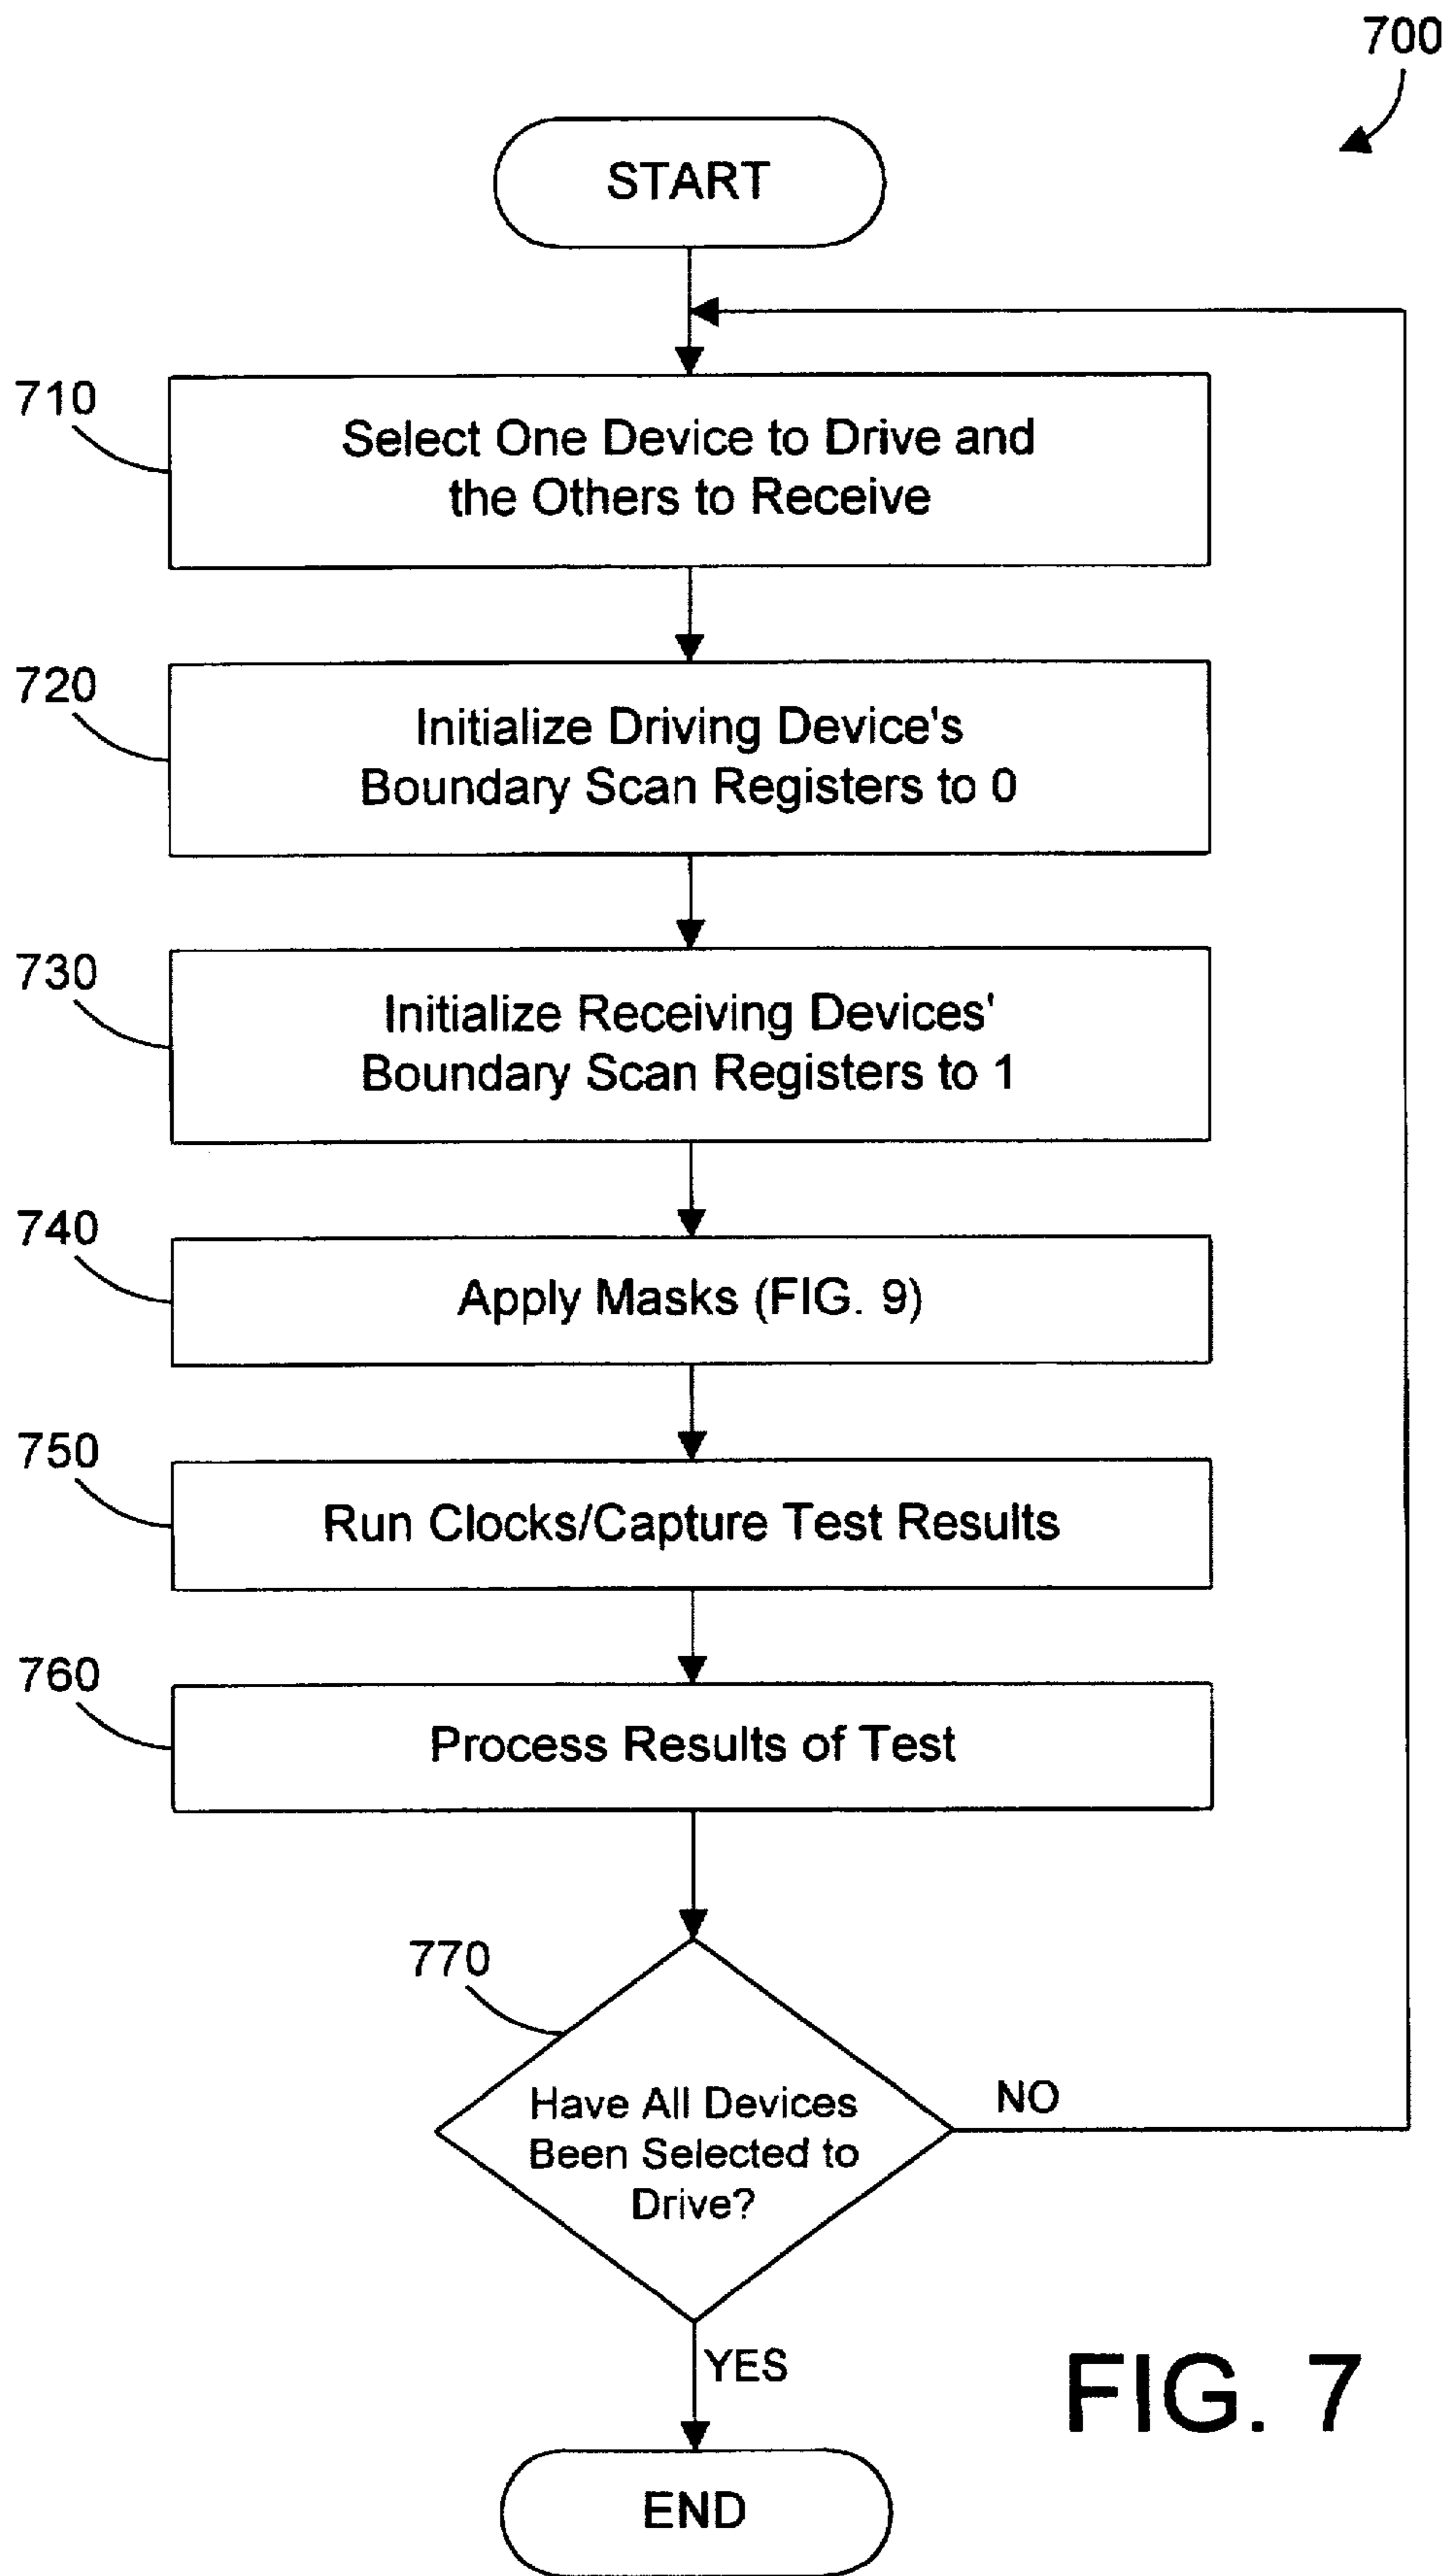 700
START
710
Select One Device to Drive and
the Others to Receive
720
Initialize Driving Device's
Boundary Scan Registers to 0
730
Initialize Receiving Devices'
Boundary Scan Registers to 1
740
Apply Masks (FIG. 9)
750
Run Clocks/Capture Test Results
760
Process Results of Test
770
Have All Devices
Been Selected to
Drive?
NO
YES
FIG. 7
END